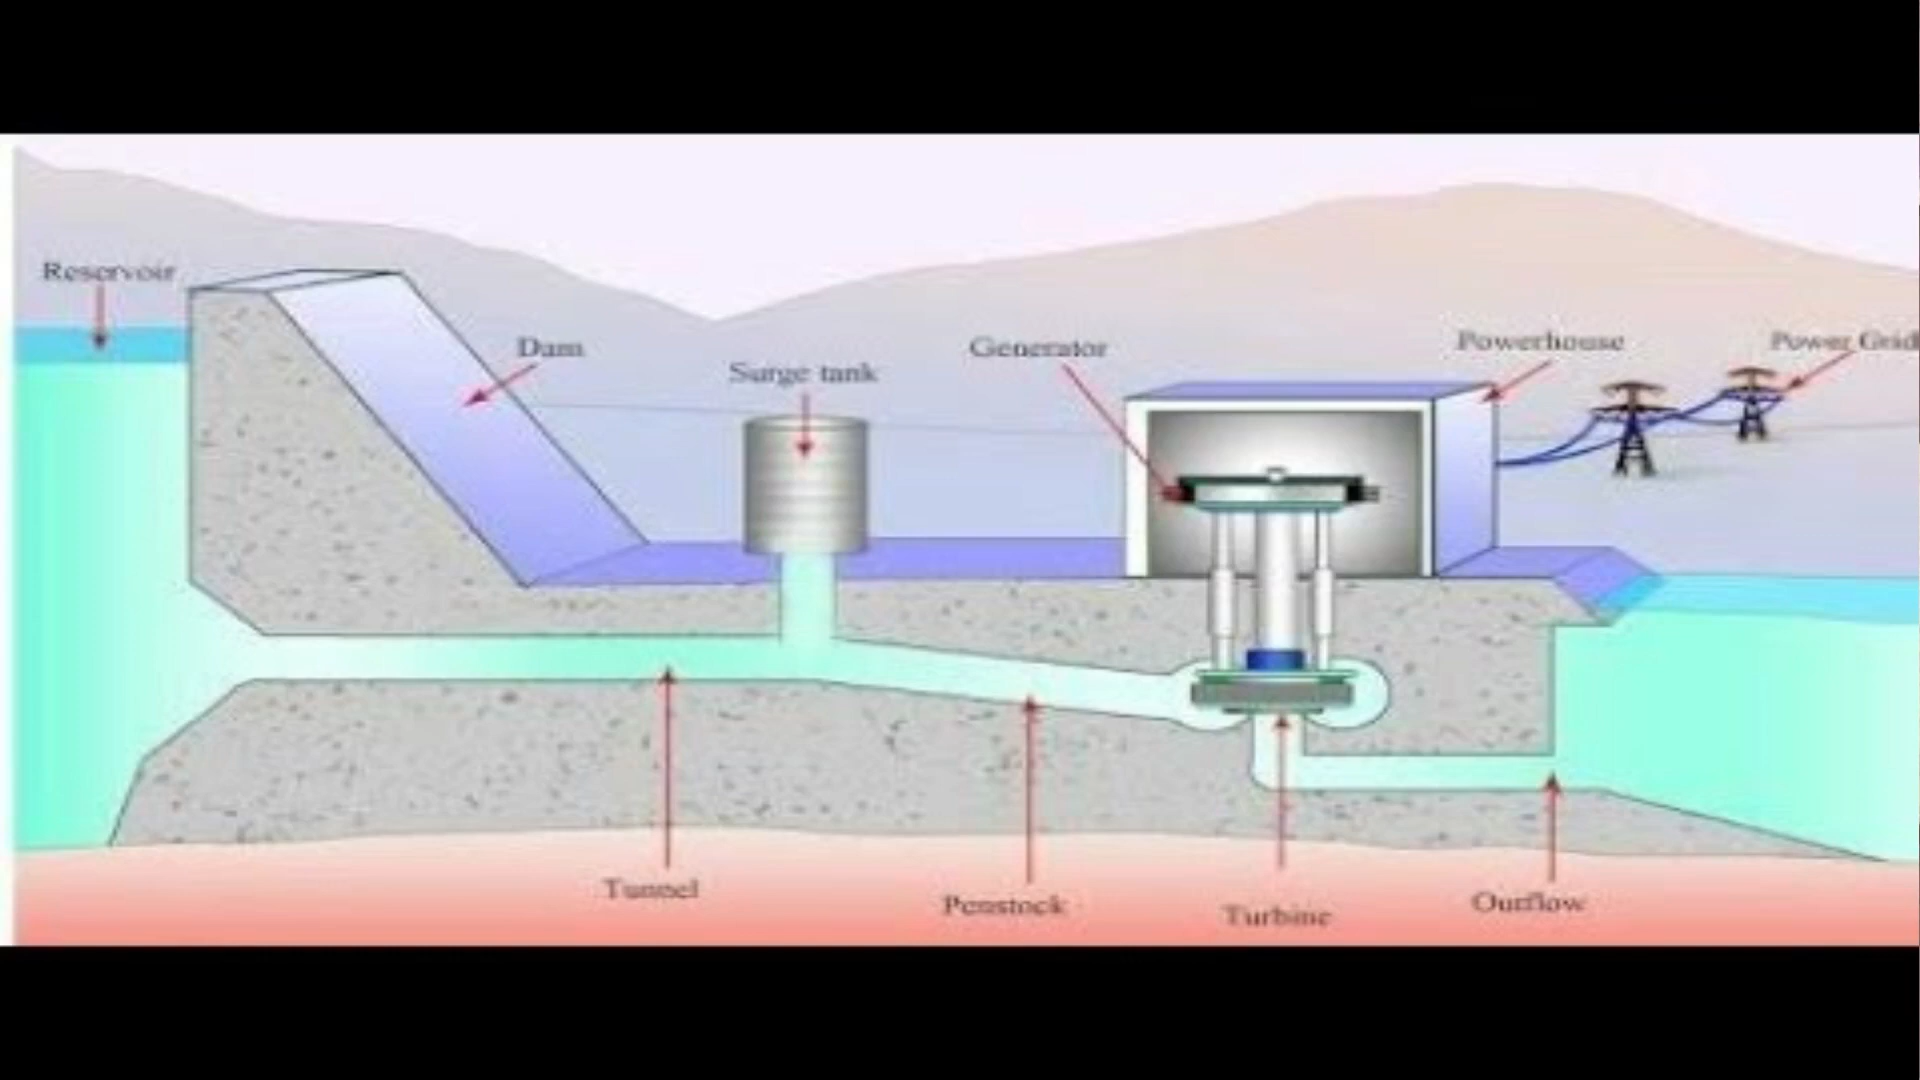 Reservoir
Dam
Surge tank
Generator
Powerhouse
Power Grid
Tunnel
Penstock
Turbine
Outflow